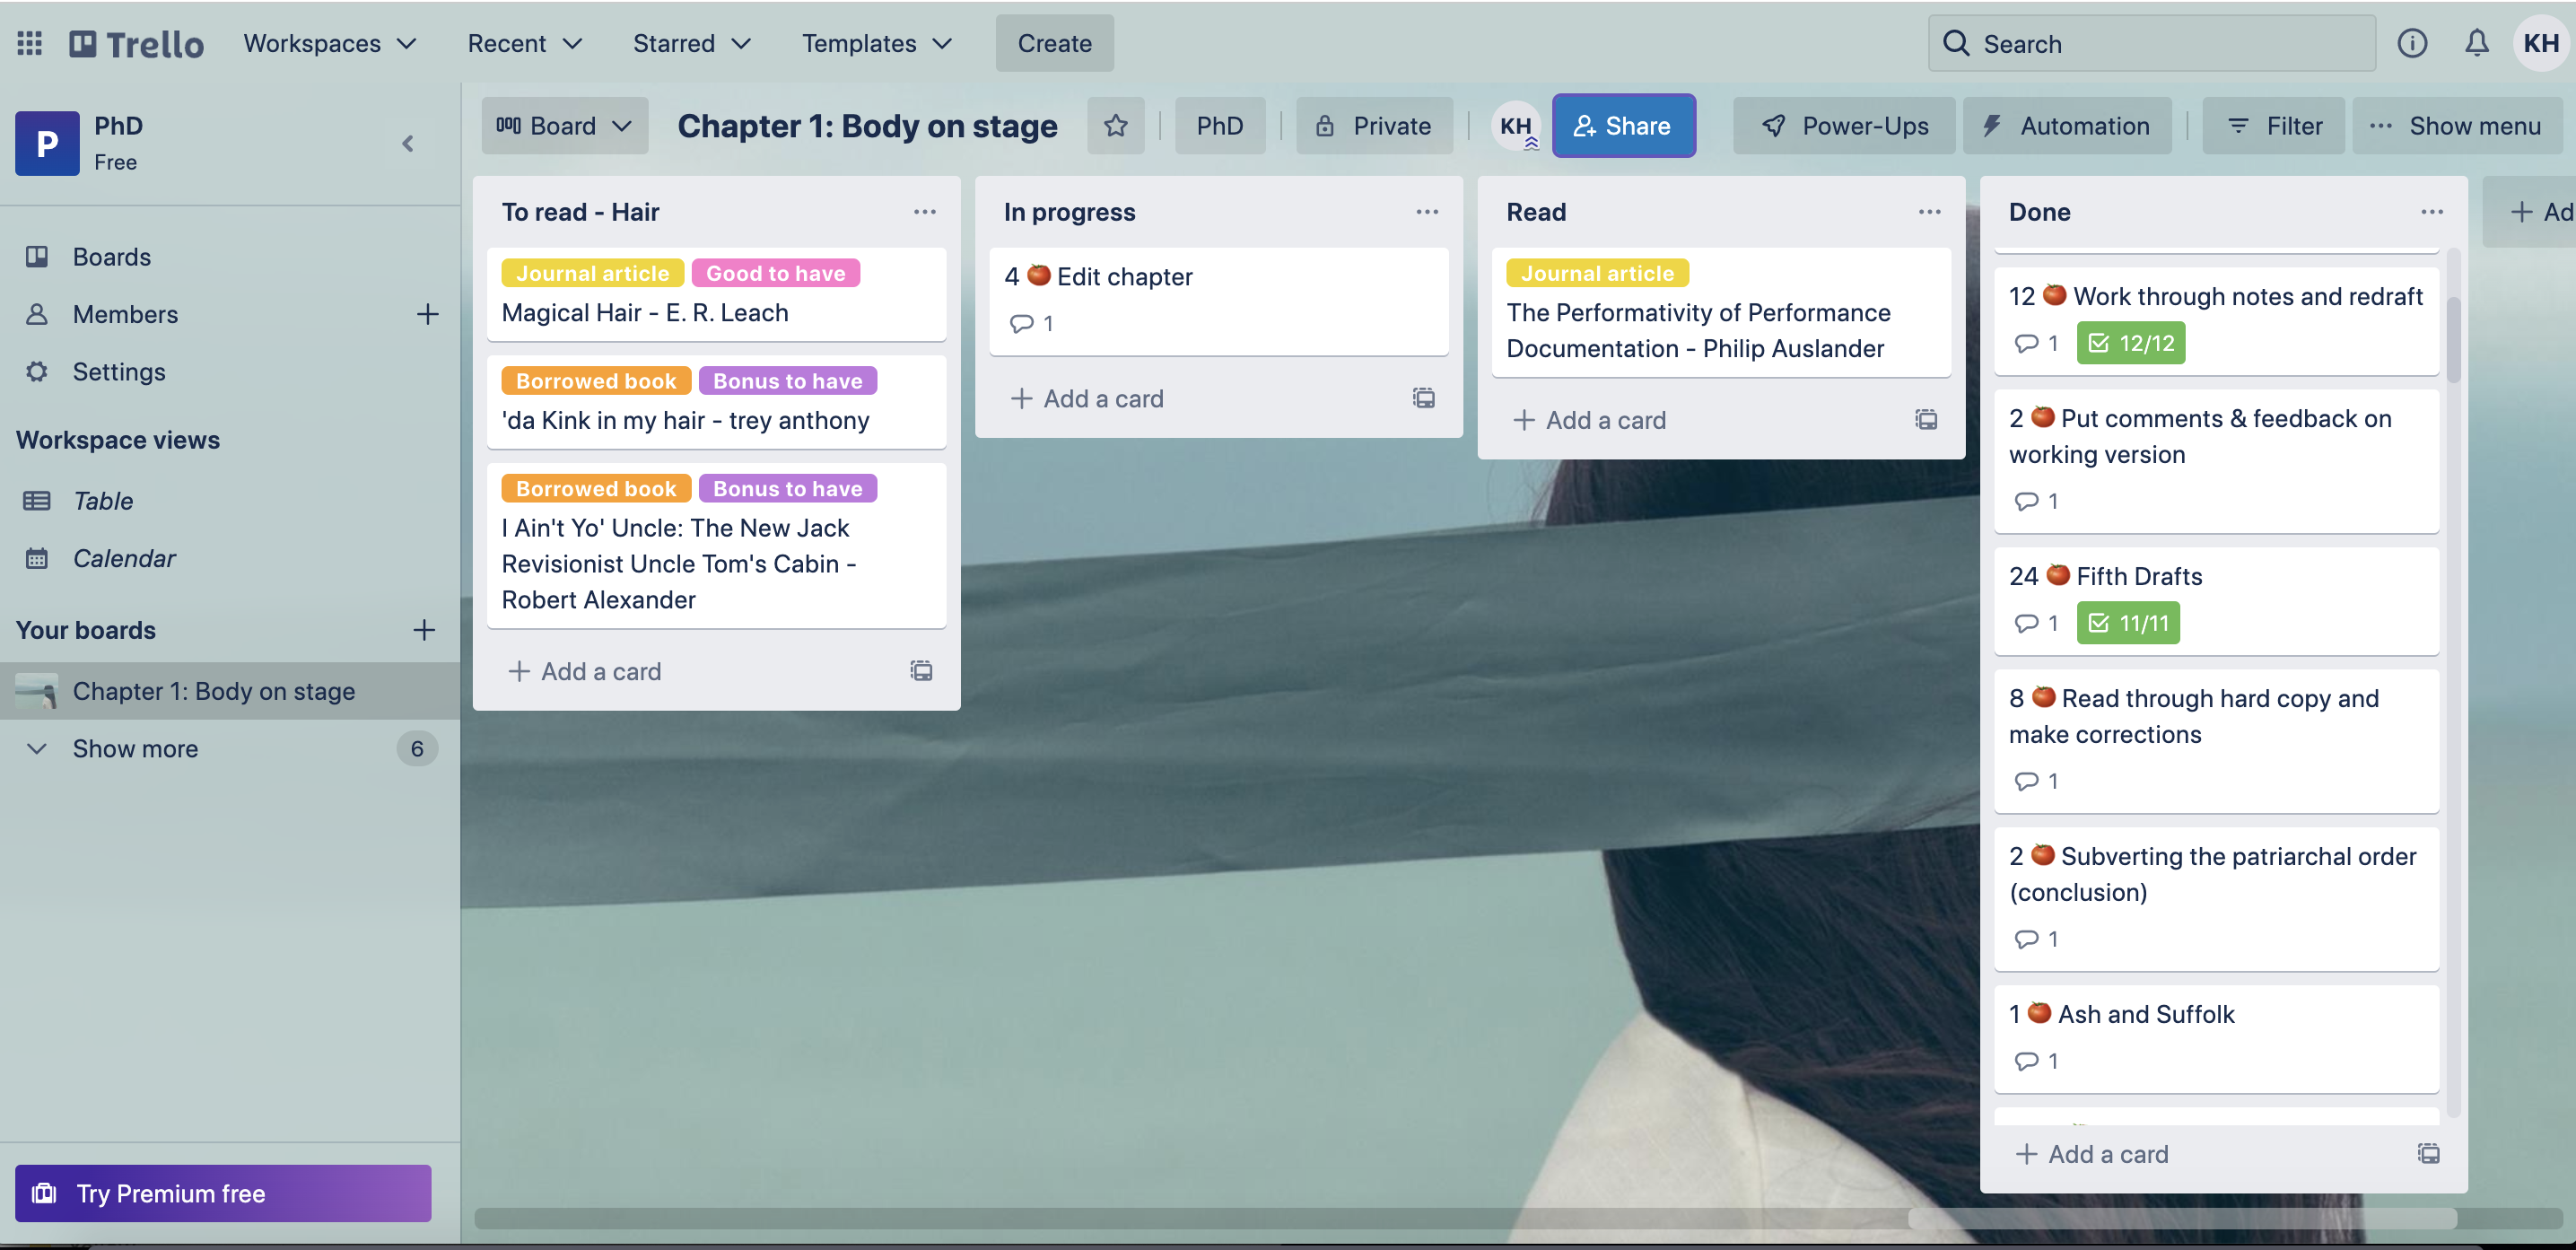 Trello
Workspaces
Recent
Starred
Templates
Create
Search
KH
P
PhD
Free
Boards
Members
Settings
Workspace views
Table
Calendar
Your boards
Chapter 1: Body on stage
Show more
6
Try Premium free
Board
Chapter 1: Body on stage
PhD
Private
KH
Share
Power-Ups
Automation
Filter
Show menu
To read - Hair
Journal article
Good to have
Magical Hair - E. R. Leach
Borrowed book
Bonus to have
'da Kink in my hair - trey anthony
Borrowed book
Bonus to have
I Ain't Yo' Uncle: The New Jack
Revisionist Uncle Tom's Cabin -
Robert Alexander
+ Add a card
In progress
4 🍅 Edit chapter
1
+ Add a card
Read
Journal article
The Performativity of Performance
Documentation - Philip Auslander
+ Add a card
Done
12 🍅 Work through notes and redraft
1
12/12
2 🍅 Put comments & feedback on
working version
1
24 🍅 Fifth Drafts
1
11/11
8 🍅 Read through hard copy and
make corrections
1
2 🍅 Subverting the patriarchal order
(conclusion)
1
1 🍅 Ash and Suffolk
1
+ Add a card
+ Ad